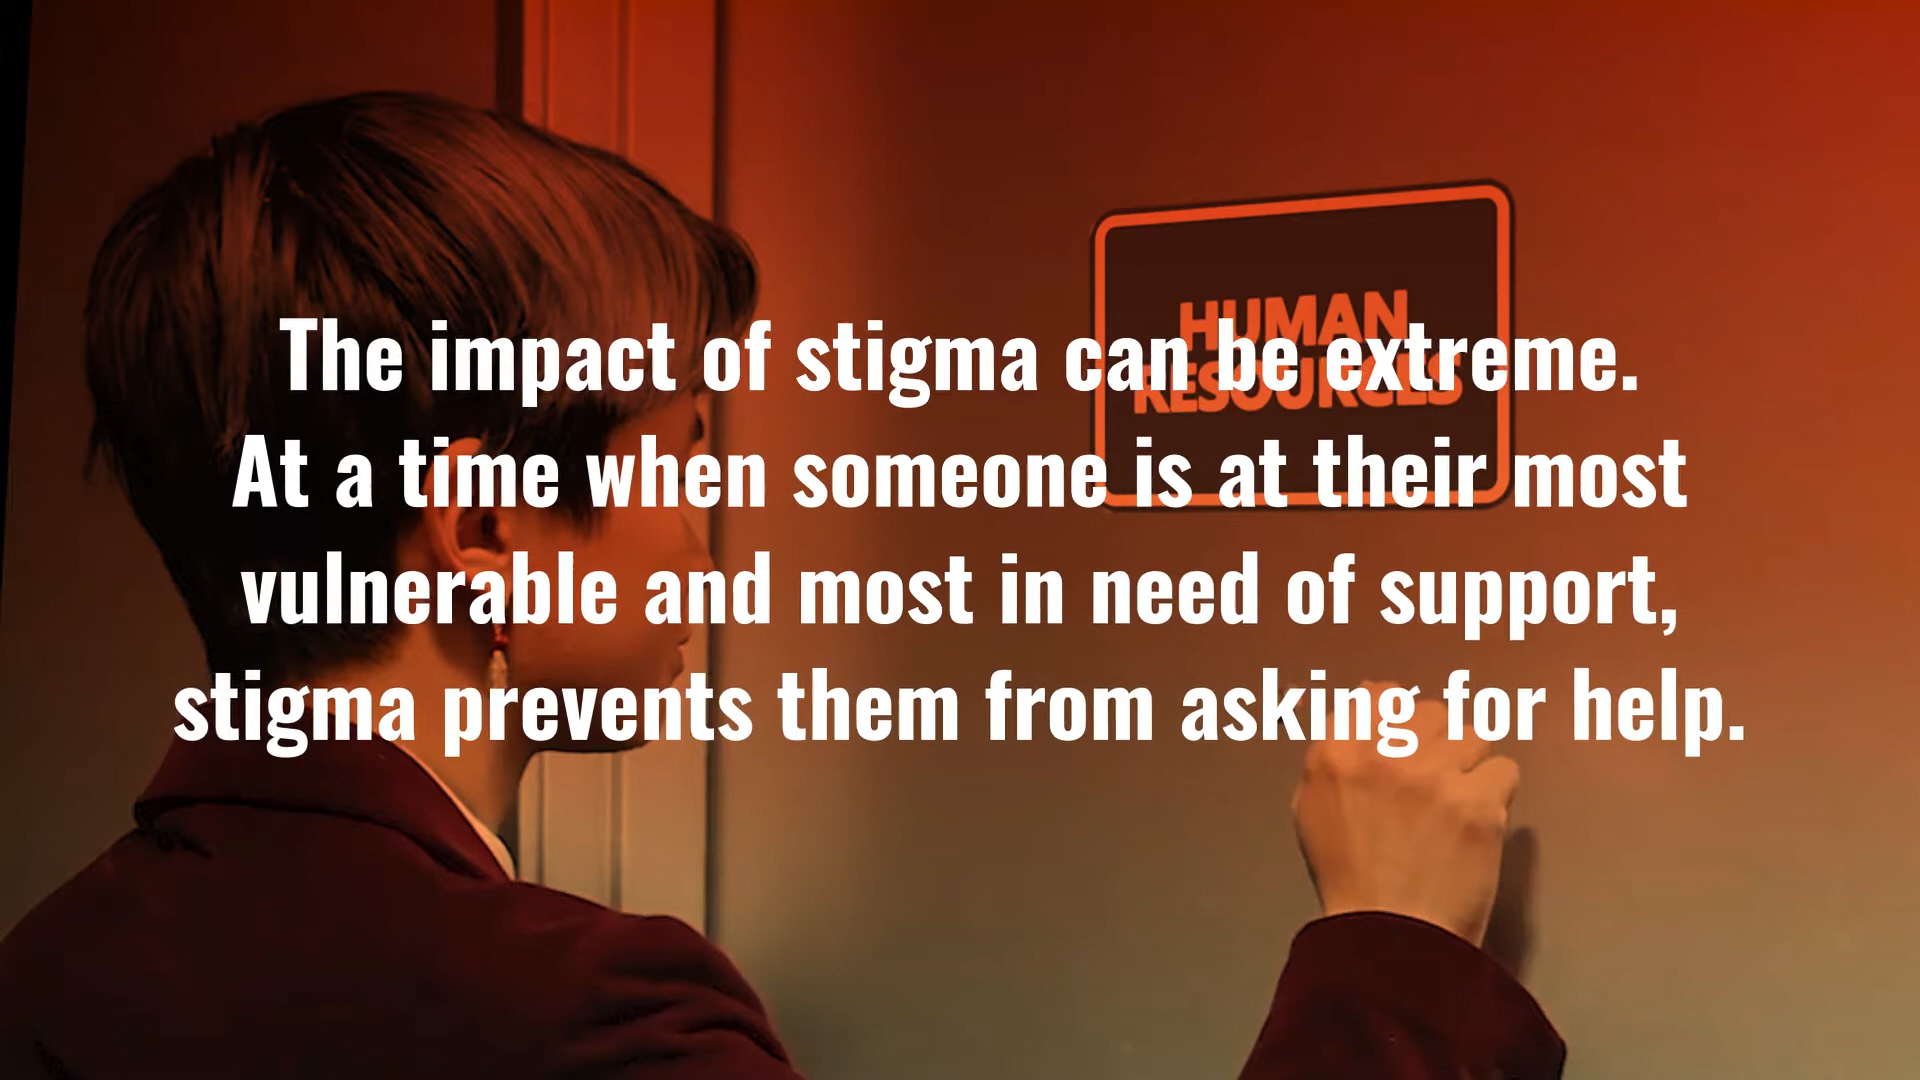 HUMAN
RESOURCES
The impact of stigma can be extreme.
At a time when someone is at their most
vulnerable and most in need of support,
stigma prevents them from asking for help.